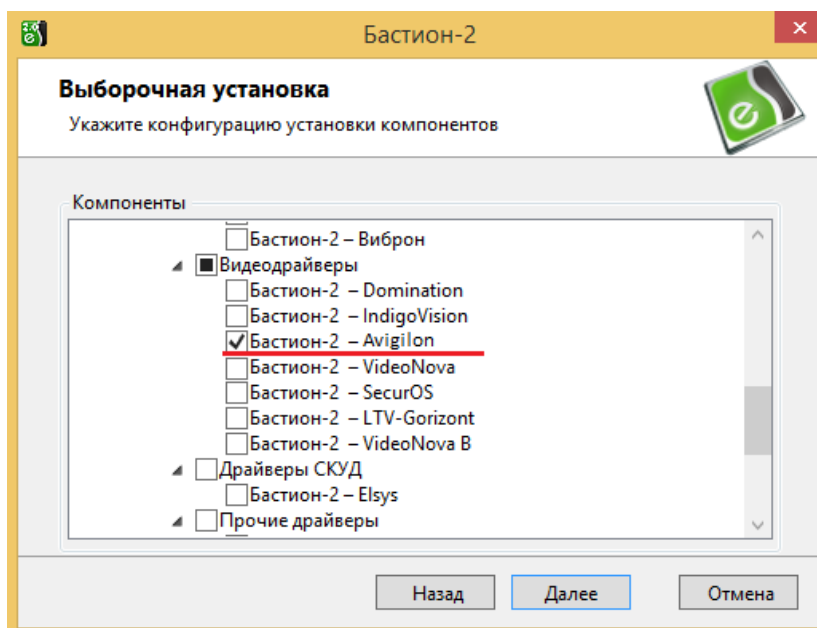 Бастион-2
Выборочная установка
Укажите конфигурацию установки компонентов
Компоненты
Бастион-2 – Виброн
Видеодрайверы
Бастион-2 – Domination
Бастион-2 – IndigoVision
Бастион-2 – Avigilon
Бастион-2 – VideoNova
Бастион-2 – SecurOS
Бастион-2 – LTV-Gorizont
Бастион-2 – VideoNova B
Драйверы СКУД
Бастион-2 – Elsys
Прочие драйверы
Назад
Далее
Отмена